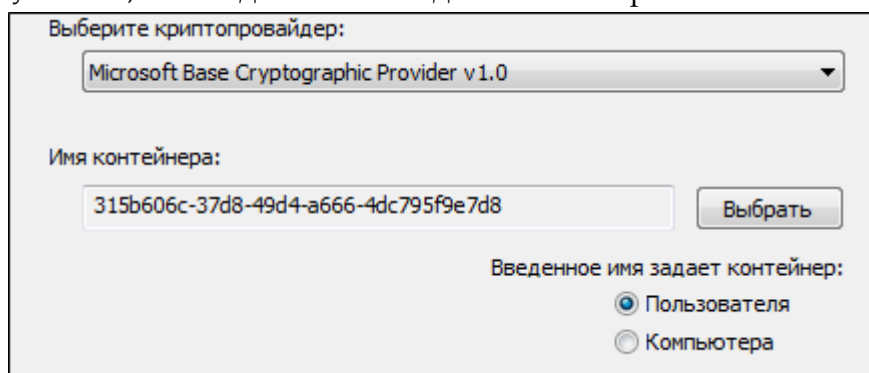 Выберите криптопровайдер:
Microsoft Base Cryptographic Provider v1.0
Имя контейнера:
315b606c-37d8-49d4-a666-4dc795f9e7d8
Выбрать
Введенное имя задает контейнер:
Пользователя
Компьютера